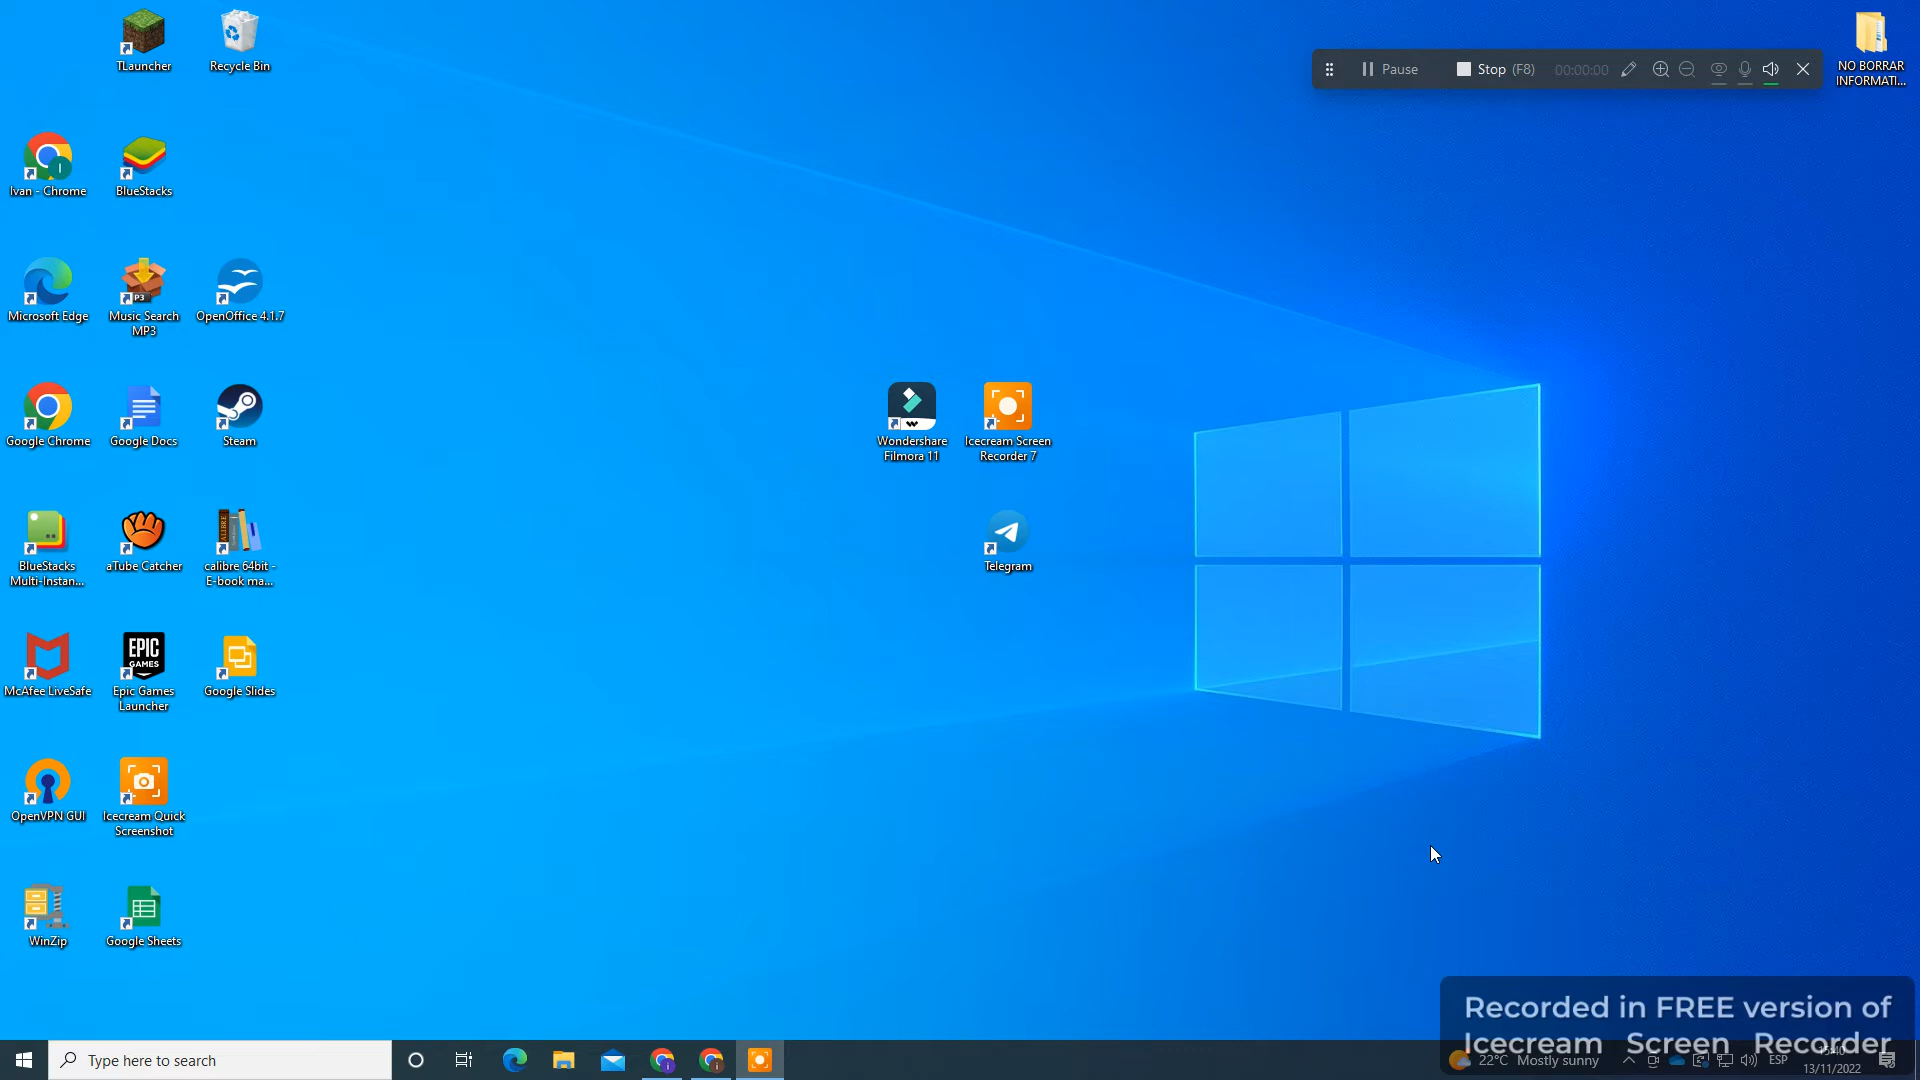 TLauncher
Recycle Bin
Pause
Stop (F8)
00:00:00
NO BORRAR
INFORMATI...
Ivan - Chrome
BlueStacks
Microsoft Edge
Music Search
MP3
OpenOffice 4.1.7
Google Chrome
Google Docs
Steam
Wondershare
Filmora 11
Icecream Screen
Recorder 7
BlueStacks
Multi-Instan...
aTube Catcher
calibre 64bit -
E-book ma...
Telegram
McAfee LiveSafe
EPIC
GAMES
Epic Games
Launcher
Google Slides
OpenVPN GUI
Icecream Quick
Screenshot
WinZip
Google Sheets
Recorded in FREE version of
Icecream Screen Recorder
Type here to search
22°C Mostly sunny
ESP
13/11/2022